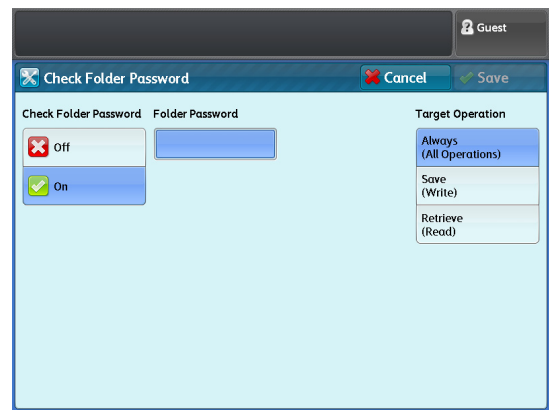 Guest
Check Folder Password
Cancel
Save
Check Folder Password
Folder Password
Target Operation
Off
On
Always
(All Operations)
Save
(Write)
Retrieve
(Read)